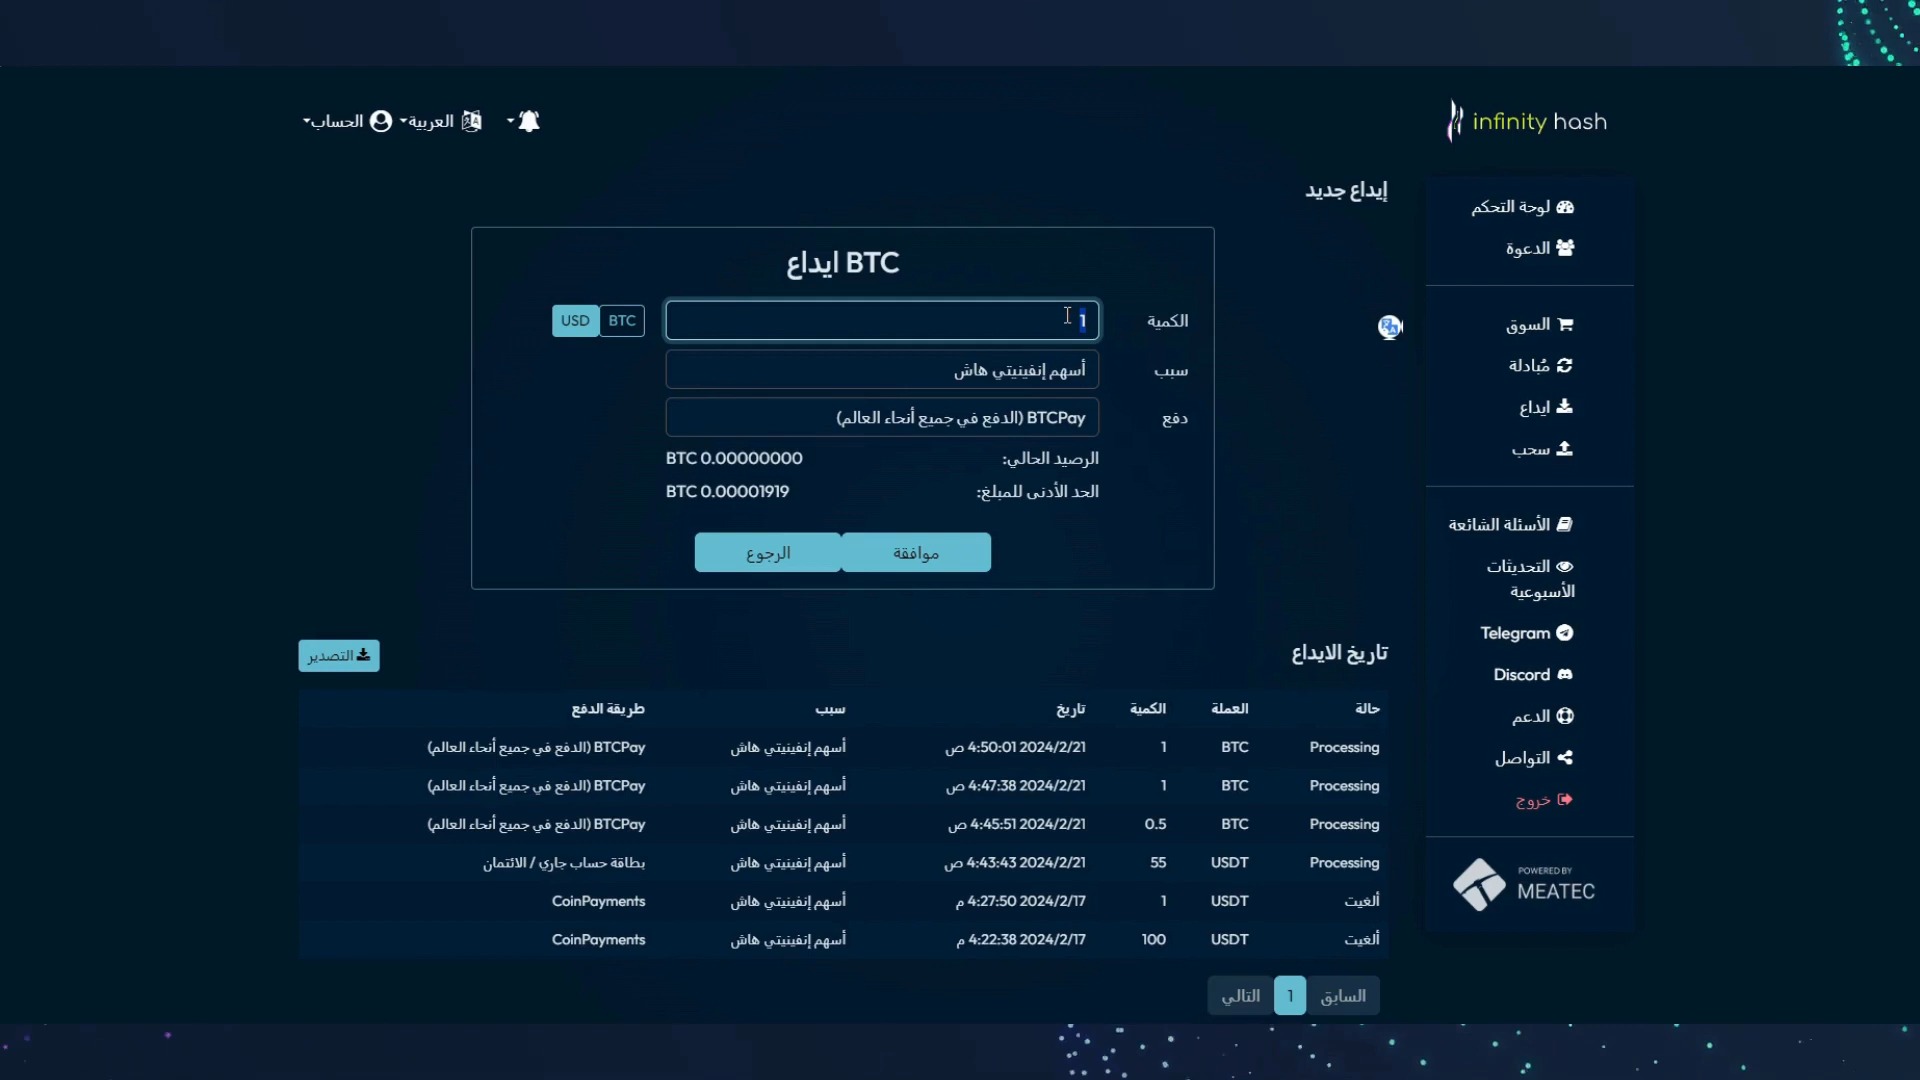 infinity hash
العربية
الحساب
لوحة التحكم
الدعوة
السوق
مُبادلة
ايداع
سحب
الأسئلة الشائعة
التحديثات
الأسبوعية
Telegram
Discord
الدعم
التواصل
خروج
POWERED BY
MEATEC
إيداع جديد
BTC ايداع
الكمية 1 BTC USD
سبب أسهم إنفينيتي هاش
دفع BTCPay (الدفع في جميع أنحاء العالم)
الرصيد الحالي: BTC 0.00000000
الحد الأدنى للمبلغ: BTC 0.00001919
موافقة الرجوع
تاريخ الايداع التصدير
حالة العملة الكمية تاريخ سبب طريقة الدفع
Processing BTC 1 4:50:01 2024/2/21 ص أسهم إنفينيتي هاش BTCPay (الدفع في جميع أنحاء العالم)
Processing BTC 1 4:47:38 2024/2/21 ص أسهم إنفينيتي هاش BTCPay (الدفع في جميع أنحاء العالم)
Processing BTC 0.5 4:45:51 2024/2/21 ص أسهم إنفينيتي هاش BTCPay (الدفع في جميع أنحاء العالم)
Processing USDT 55 4:43:43 2024/2/21 ص أسهم إنفينيتي هاش بطاقة حساب جاري / الائتمان
ألغيت USDT 1 4:27:50 2024/2/17 م أسهم إنفينيتي هاش CoinPayments
ألغيت USDT 100 4:22:38 2024/2/17 م أسهم إنفينيتي هاش CoinPayments
السابق 1 التالي